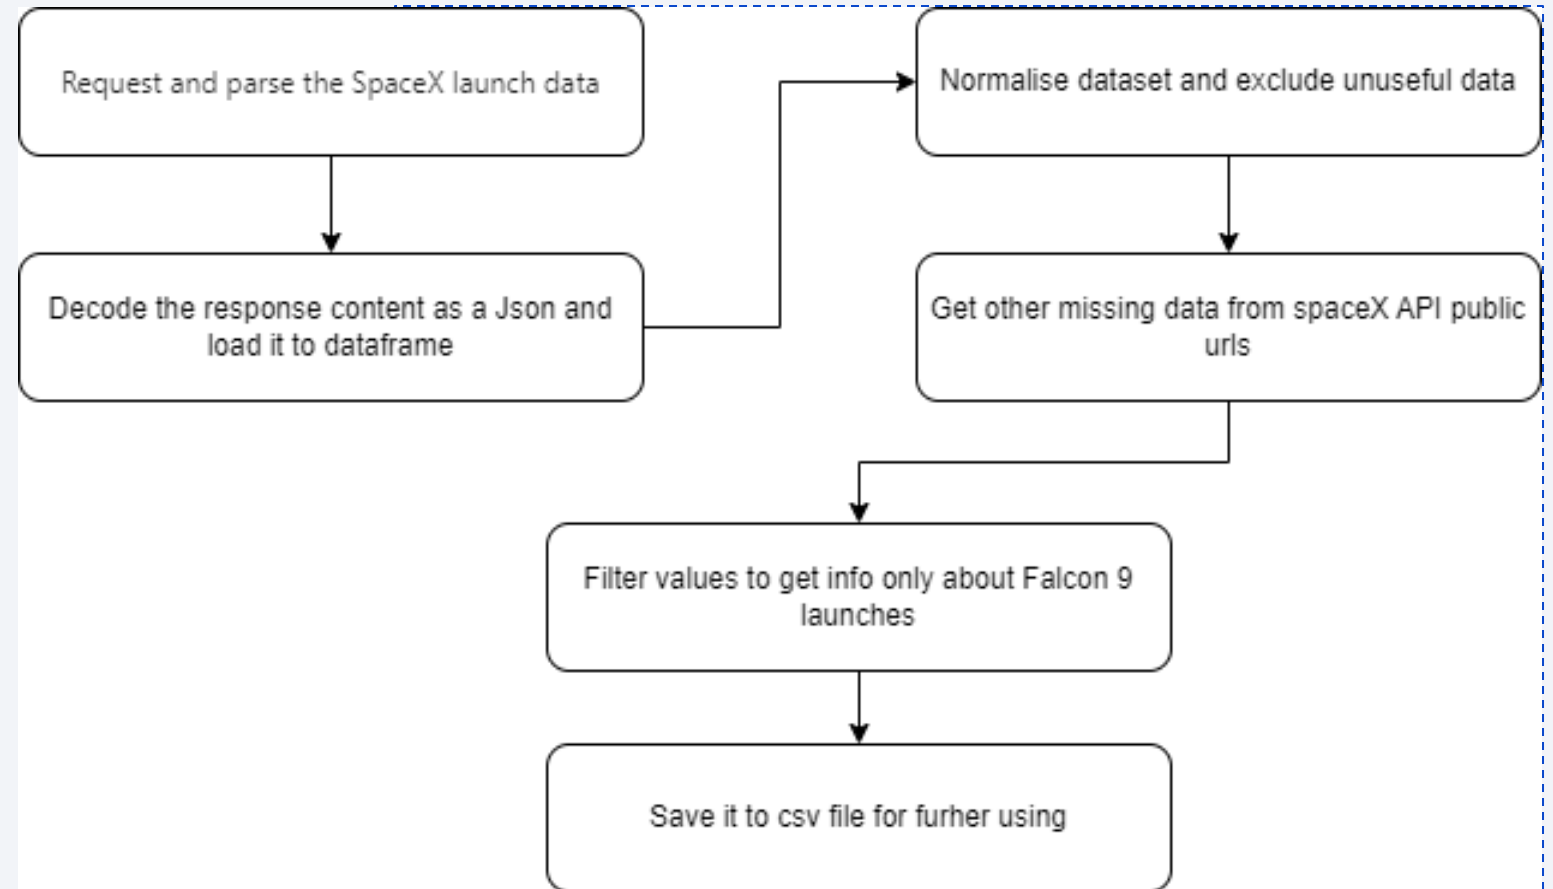 Request and parse the SpaceX launch data
Decode the response content as a Json and
load it to dataframe
Normalise dataset and exclude unuseful data
Get other missing data from spaceX API public
urls
Filter values to get info only about Falcon 9
launches
Save it to csv file for furher using